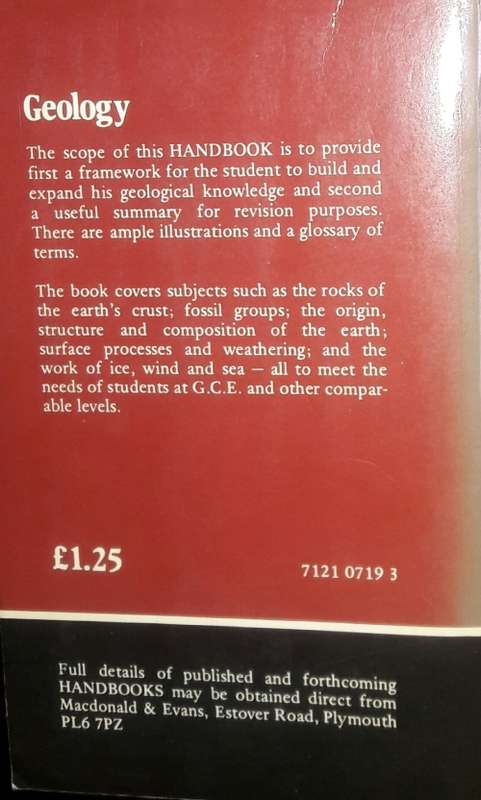 Geology
The scope of this HANDBOOK is to provide
first a framework for the student to build and
expand his geological knowledge and second
a useful summary for revision purposes.
There are ample illustrations and a glossary of
terms.
The book covers subjects such as the rocks of
the earth's crust; fossil groups; the origin,
structure and composition of the earth;
surface processes and weathering; and the
work of ice, wind and sea – all to meet the
needs of students at G.C.E. and other compar-
able levels.
£1.25
7121 0719 3
Full details of published and forthcoming
HANDBOOKS may be obtained direct from
Macdonald & Evans, Estover Road, Plymouth
PL6 7PZ